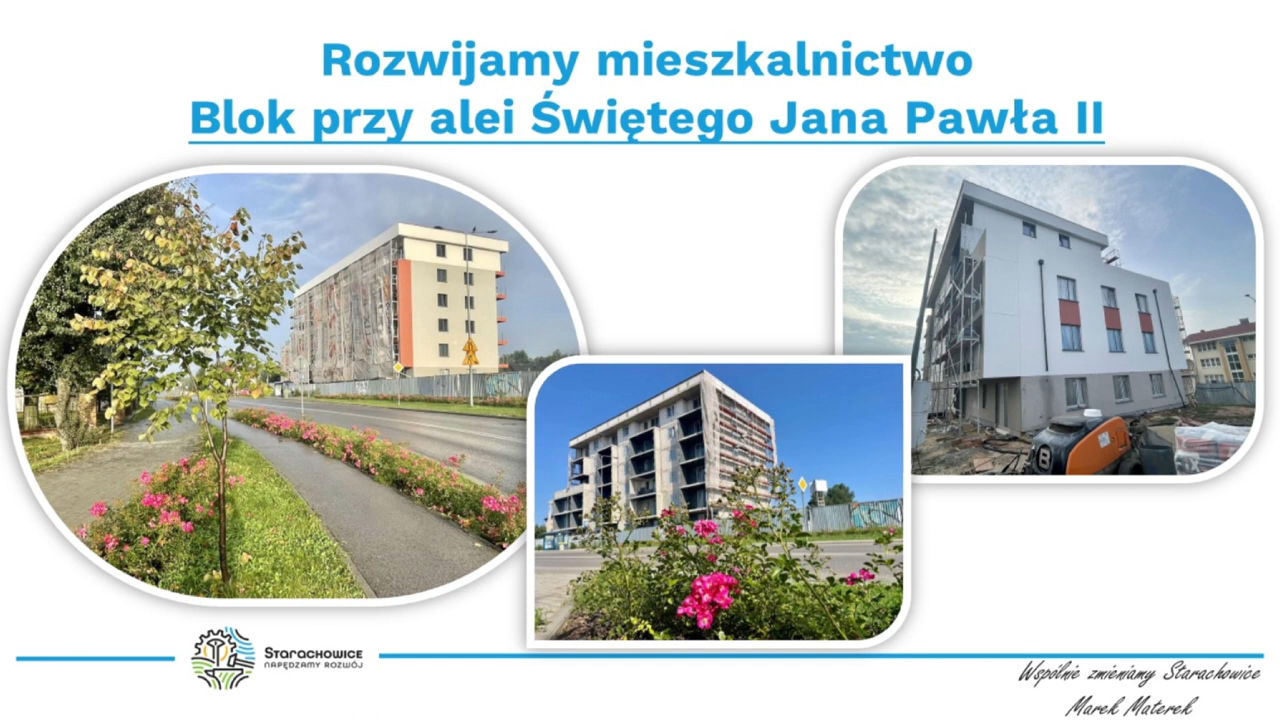 Rozwijamy mieszkalnictwo
Blok przy alei Świętego Jana Pawła II
Starachowice
NAPĘDZAMY ROZWÓJ
Wspólnie zmieniamy Starachowice
Marek Materek